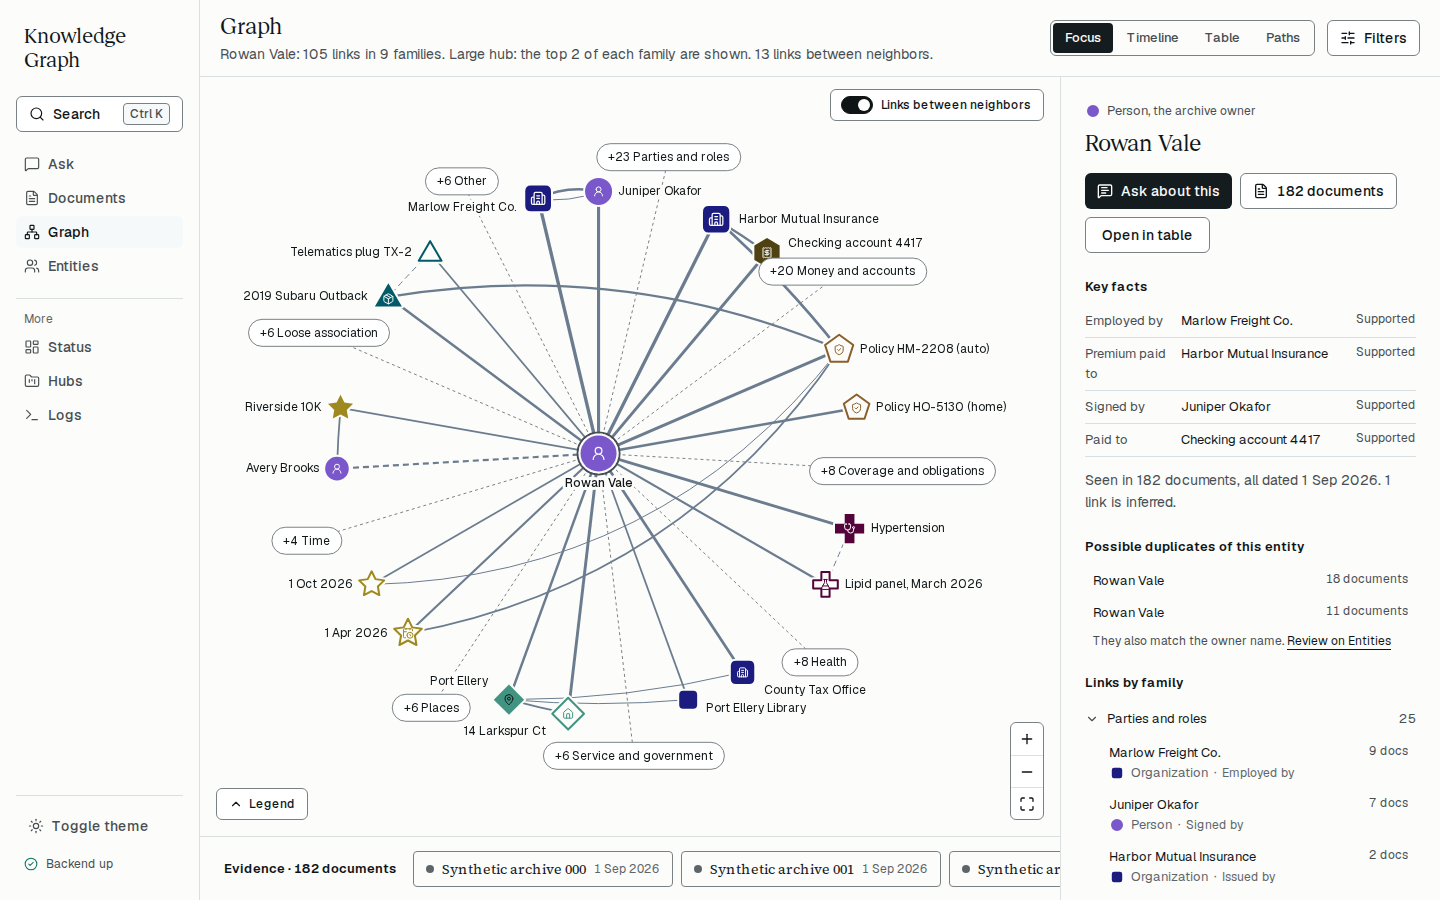 Knowledge
Graph
Search
Ctrl K
Ask
Documents
Graph
Entities
More
Status
Hubs
Logs
Toggle theme
Backend up
Graph
Rowan Vale: 105 links in 9 families. Large hub: the top 2 of each family are shown. 13 links between neighbors.
Focus
Timeline
Table
Paths
Filters
Links between neighbors
+23 Parties and roles
+6 Other
Juniper Okafor
Marlow Freight Co.
Harbor Mutual Insurance
Checking account 4417
Telematics plug TX-2
+20 Money and accounts
2019 Subaru Outback
+6 Loose association
Policy HM-2208 (auto)
Riverside 10K
Policy HO-5130 (home)
Avery Brooks
+8 Coverage and obligations
Rowan Vale
Hypertension
+4 Time
1 Oct 2026
Lipid panel, March 2026
1 Apr 2026
+8 Health
Port Ellery
County Tax Office
+6 Places
Port Ellery Library
14 Larkspur Ct
+6 Service and government
Legend
Evidence · 182 documents
Synthetic archive 000
1 Sep 2026
Synthetic archive 001
1 Sep 2026
Synthetic ar
Person, the archive owner
Rowan Vale
Ask about this
182 documents
Open in table
Key facts
Employed by
Marlow Freight Co.
Supported
Premium paid
to
Harbor Mutual Insurance
Supported
Signed by
Juniper Okafor
Supported
Paid to
Checking account 4417
Supported
Seen in 182 documents, all dated 1 Sep 2026. 1
link is inferred.
Possible duplicates of this entity
Rowan Vale
18 documents
Rowan Vale
11 documents
They also match the owner name. Review on Entities
Links by family
Parties and roles
25
Marlow Freight Co.
9 docs
Organization · Employed by
Juniper Okafor
7 docs
Person · Signed by
Harbor Mutual Insurance
2 docs
Organization · Issued by